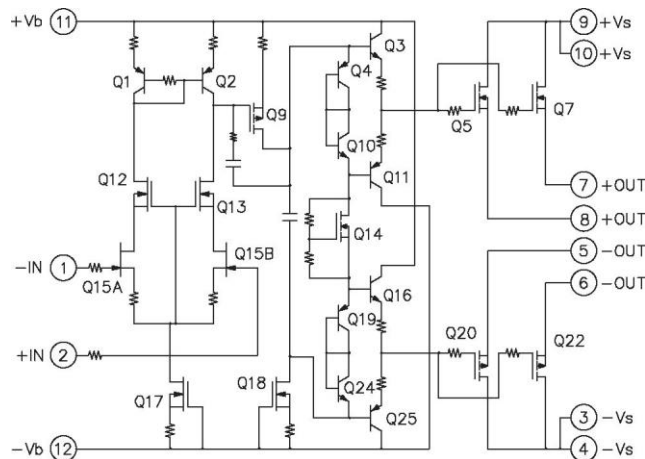 +Vb 11
Q3
9 +Vs
Q1
Q2
Q4
10 +Vs
Q9
Q5
Q7
Q10
Q12
Q13
Q11
7 +OUT
8 +OUT
Q14
−IN 1
Q15B
5 −OUT
Q15A
Q16
6 −OUT
Q19
Q20
Q22
+IN 2
Q17
Q18
Q24
Q25
3 −Vs
−Vb 12
4 −Vs